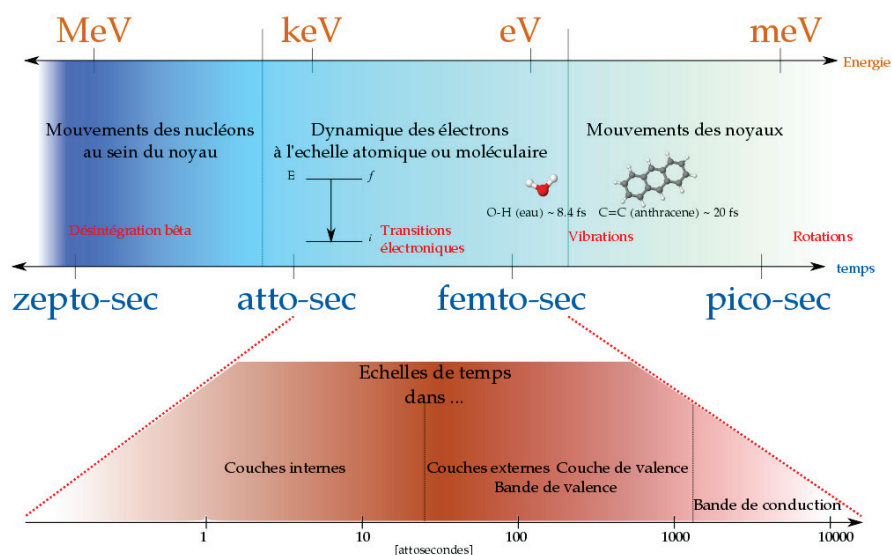 MeV keV eV meV
Energie
Mouvements des nucléons
au sein du noyau
Dynamique des électrons
à l'echelle atomique ou moléculaire
Mouvements des noyaux
E f
i
O-H (eau) ~ 8.4 fs C=C (anthracene) ~ 20 fs
Désintégration bêta
Transitions
électroniques
Vibrations
Rotations
temps
zepto-sec atto-sec femto-sec pico-sec
Echelles de temps
dans ...
Couches internes
Couches externes Couche de valence
Bande de valence
Bande de conduction
1 10 100 1000 10000
[attosecondes]